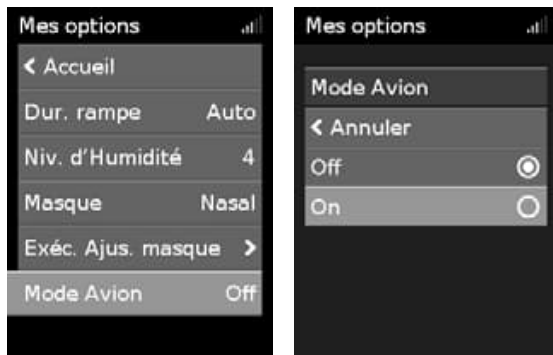 Mes options
< Accueil
Dur. rampe Auto
Niv. d'Humidité 4
Masque Nasal
Exéc. Ajus. masque >
Mode Avion Off
Mes options
Mode Avion
< Annuler
Off
On